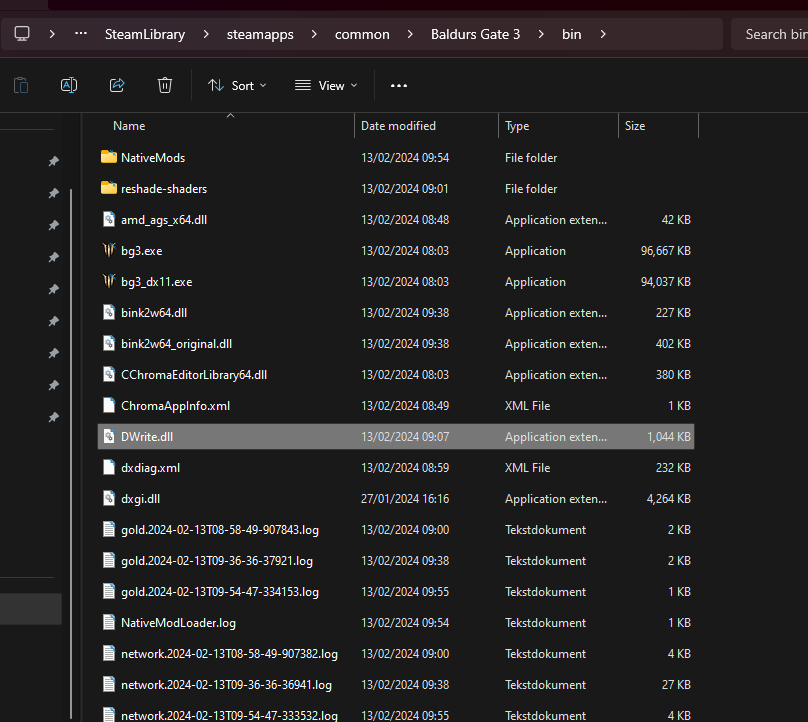 ··· SteamLibrary steamapps common Baldurs Gate 3 bin Search bin
Sort View ···
Name Date modified Type Size
NativeMods 13/02/2024 09:54 File folder
reshade-shaders 13/02/2024 09:01 File folder
amd_ags_x64.dll 13/02/2024 08:48 Application exten... 42 KB
bg3.exe 13/02/2024 08:03 Application 96,667 KB
bg3_dx11.exe 13/02/2024 08:03 Application 94,037 KB
bink2w64.dll 13/02/2024 09:38 Application exten... 227 KB
bink2w64_original.dll 13/02/2024 09:38 Application exten... 402 KB
CChromaEditorLibrary64.dll 13/02/2024 08:03 Application exten... 380 KB
ChromaAppInfo.xml 13/02/2024 08:49 XML File 1 KB
DWrite.dll 13/02/2024 09:07 Application exten... 1,044 KB
dxdiag.xml 13/02/2024 08:59 XML File 232 KB
dxgi.dll 27/01/2024 16:16 Application exten... 4,264 KB
gold.2024-02-13T08-58-49-907843.log 13/02/2024 09:00 Tekstdokument 2 KB
gold.2024-02-13T09-36-36-37921.log 13/02/2024 09:38 Tekstdokument 2 KB
gold.2024-02-13T09-54-47-334153.log 13/02/2024 09:55 Tekstdokument 1 KB
NativeModLoader.log 13/02/2024 09:54 Tekstdokument 1 KB
network.2024-02-13T08-58-49-907382.log 13/02/2024 09:00 Tekstdokument 4 KB
network.2024-02-13T09-36-36-36941.log 13/02/2024 09:38 Tekstdokument 27 KB
network.2024-02-13T09-54-47-333532.log 13/02/2024 09:55 Tekstdokument 4 KB